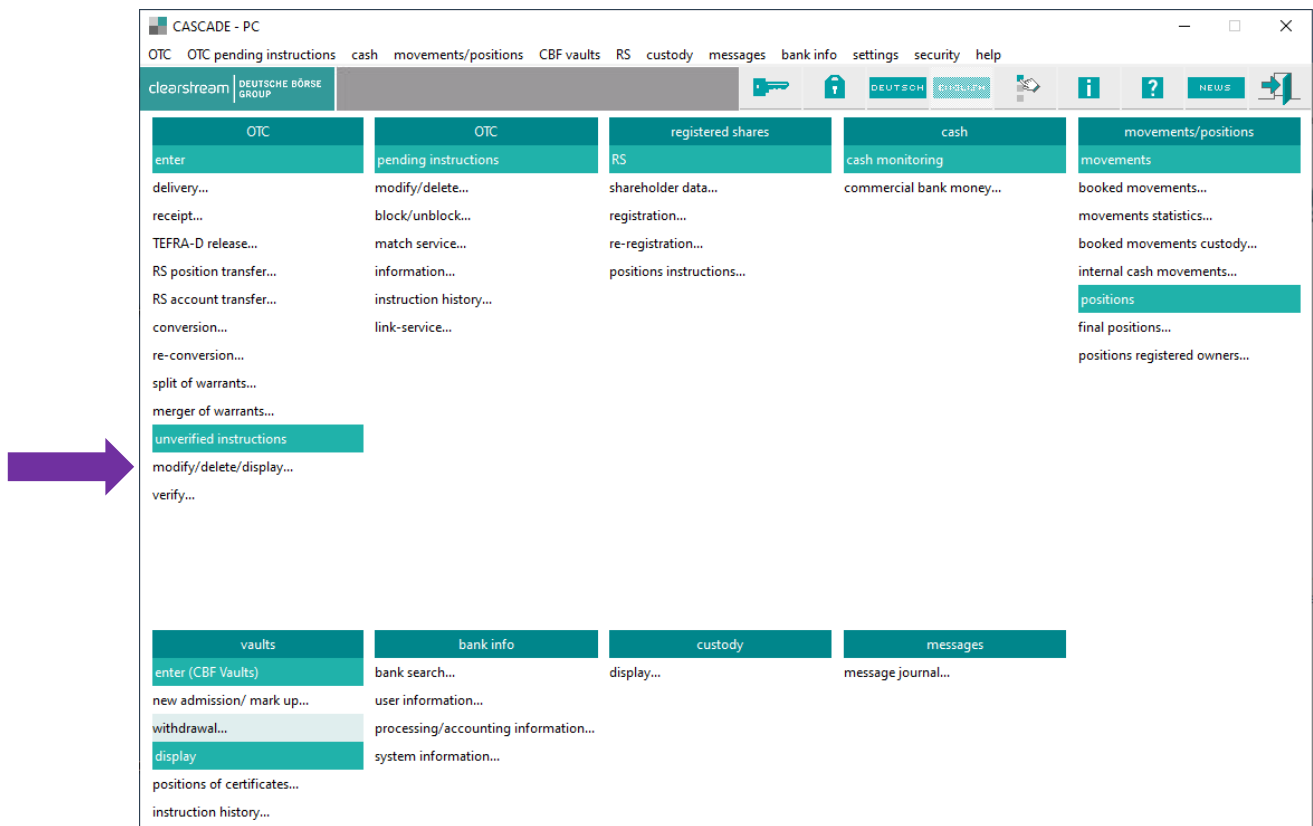 CASCADE - PC
OTC OTC pending instructions cash movements/positions CBF vaults RS custody messages bank info settings security help
clearstream DEUTSCHE BÖRSE GROUP DEUTSCH ENGLISH i ? NEWS
OTC
enter
delivery...
receipt...
TEFRA-D release...
RS position transfer...
RS account transfer...
conversion...
re-conversion...
split of warrants...
merger of warrants...
unverified instructions
modify/delete/display...
verify...
OTC
pending instructions
modify/delete...
block/unblock...
match service...
information...
instruction history...
link-service...
registered shares
RS
shareholder data...
registration...
re-registration...
positions instructions...
cash
cash monitoring
commercial bank money...
movements/positions
movements
booked movements...
movements statistics...
booked movements custody...
internal cash movements...
positions
final positions...
positions registered owners...
vaults
enter (CBF Vaults)
new admission/ mark up...
withdrawal...
display
positions of certificates...
instruction history...
bank info
bank search...
user information...
processing/accounting information...
system information...
custody
display...
messages
message journal...